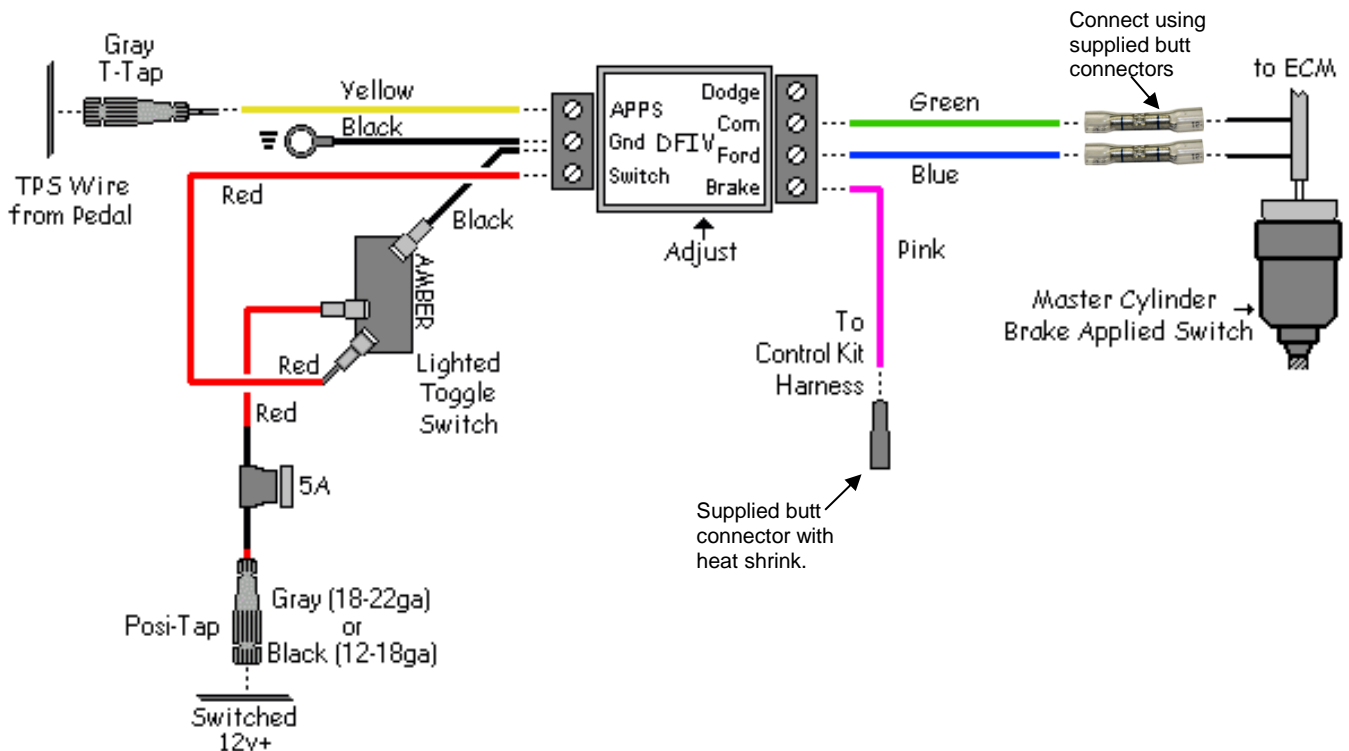 Connect using
supplied butt
connectors
to ECM
Gray
T-Tap
TPS Wire
from Pedal
Yellow
Black
Red
Black
APPS
Gnd
Switch
DFIV
Dodge
Com
Ford
Brake
Adjust
Green
Blue
Pink
Master Cylinder
Brake Applied Switch
To
Control Kit
Harness
Supplied butt
connector with
heat shrink.
AMBER
Lighted
Toggle
Switch
Red
Red
5A
Posi-Tap
Gray (18-22ga)
or
Black (12-18ga)
Switched
12v+